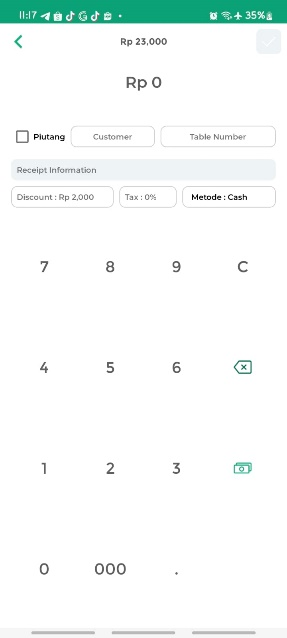 11:17 35%
Rp 23,000
Rp 0
Piutang Customer Table Number
Receipt Information
Discount : Rp 2,000 Tax : 0% Metode : Cash
7 8 9 C
4 5 6
1 2 3
0 000 .